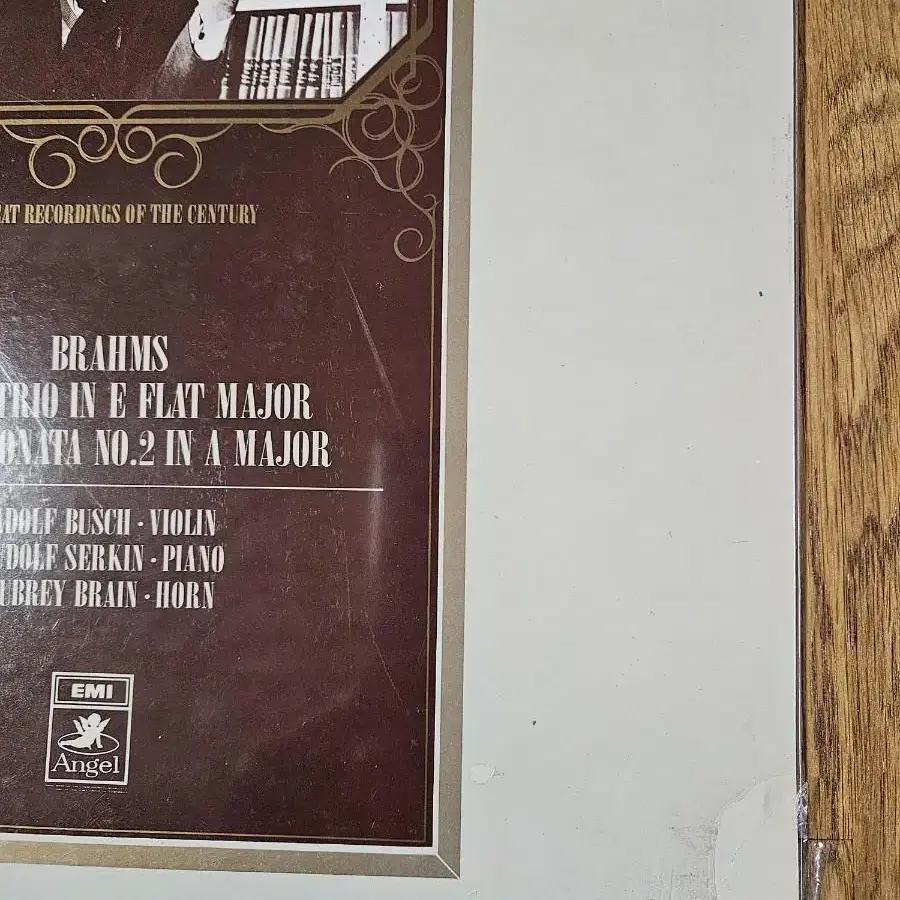 AT RECORDINGS OF THE CENTURY
BRAHMS
TRIO IN E FLAT MAJOR
ONATA NO.2 IN A MAJOR
DOLF BUSCH · VIOLIN
UDOLF SERKIN · PIANO
UBREY BRAIN · HORN
EMI
Angel